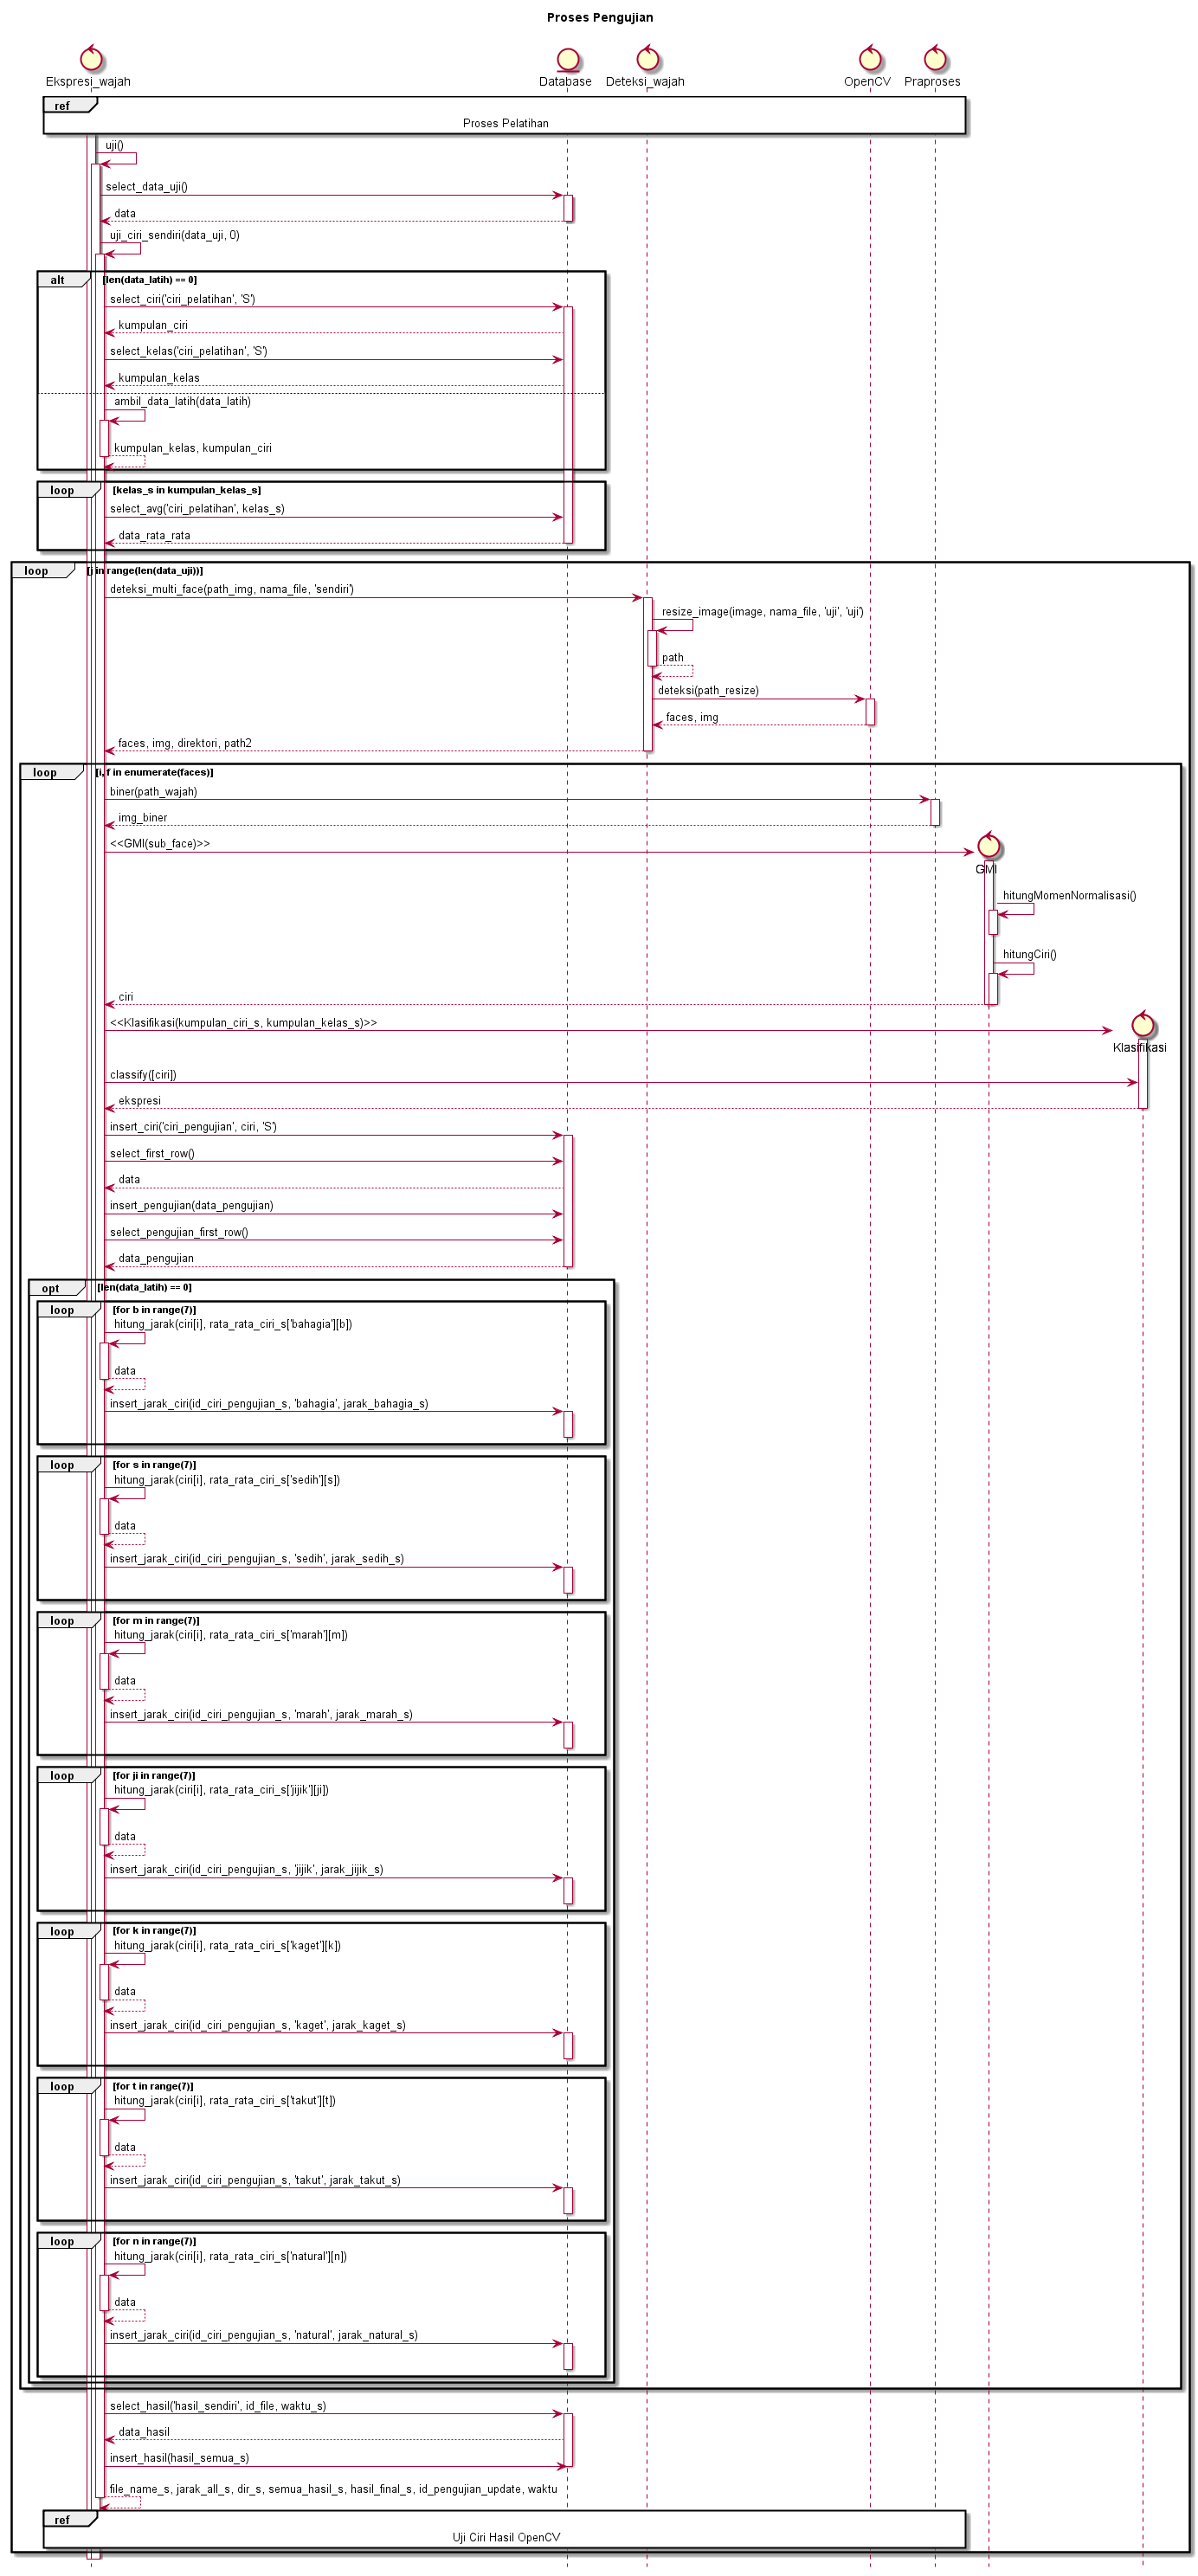 Proses Pengujian
Ekspresi_wajah
Database
Deteksi_wajah
OpenCV
Praproses
ref
Proses Pelatihan
uji()
select_data_uji()
data
uji_ciri_sendiri(data_uji, 0)
alt
[len(data_latih) == 0]
select_ciri('ciri_pelatihan', 'S')
kumpulan_ciri
select_kelas('ciri_pelatihan', 'S')
kumpulan_kelas
ambil_data_latih(data_latih)
kumpulan_kelas, kumpulan_ciri
loop
[kelas_s in kumpulan_kelas_s]
select_avg('ciri_pelatihan', kelas_s)
data_rata_rata
loop
[j in range(len(data_uji))]
deteksi_multi_face(path_img, nama_file, 'sendiri')
resize_image(image, nama_file, 'uji', 'uji')
path
deteksi(path_resize)
faces, img
faces, img, direktori, path2
loop
[i, f in enumerate(faces)]
biner(path_wajah)
img_biner
<<GMI(sub_face)>>
GMI
hitungMomenNormalisasi()
hitungCiri()
ciri
<<Klasifikasi(kumpulan_ciri_s, kumpulan_kelas_s)>>
Klasifikasi
classify([ciri])
ekspresi
insert_ciri('ciri_pengujian', ciri, 'S')
select_first_row()
data
insert_pengujian(data_pengujian)
select_pengujian_first_row()
data_pengujian
opt
[len(data_latih) == 0]
loop
[for b in range(7)]
hitung_jarak(ciri[i], rata_rata_ciri_s['bahagia'][b])
data
insert_jarak_ciri(id_ciri_pengujian_s, 'bahagia', jarak_bahagia_s)
loop
[for s in range(7)]
hitung_jarak(ciri[i], rata_rata_ciri_s['sedih'][s])
data
insert_jarak_ciri(id_ciri_pengujian_s, 'sedih', jarak_sedih_s)
loop
[for m in range(7)]
hitung_jarak(ciri[i], rata_rata_ciri_s['marah'][m])
data
insert_jarak_ciri(id_ciri_pengujian_s, 'marah', jarak_marah_s)
loop
[for ji in range(7)]
hitung_jarak(ciri[i], rata_rata_ciri_s['jijik'][ji])
data
insert_jarak_ciri(id_ciri_pengujian_s, 'jijik', jarak_jijik_s)
loop
[for k in range(7)]
hitung_jarak(ciri[i], rata_rata_ciri_s['kaget'][k])
data
insert_jarak_ciri(id_ciri_pengujian_s, 'kaget', jarak_kaget_s)
loop
[for t in range(7)]
hitung_jarak(ciri[i], rata_rata_ciri_s['takut'][t])
data
insert_jarak_ciri(id_ciri_pengujian_s, 'takut', jarak_takut_s)
loop
[for n in range(7)]
hitung_jarak(ciri[i], rata_rata_ciri_s['natural'][n])
data
insert_jarak_ciri(id_ciri_pengujian_s, 'natural', jarak_natural_s)
select_hasil('hasil_sendiri', id_file, waktu_s)
data_hasil
insert_hasil(hasil_semua_s)
file_name_s, jarak_all_s, dir_s, semua_hasil_s, hasil_final_s, id_pengujian_update, waktu
ref
Uji Ciri Hasil OpenCV